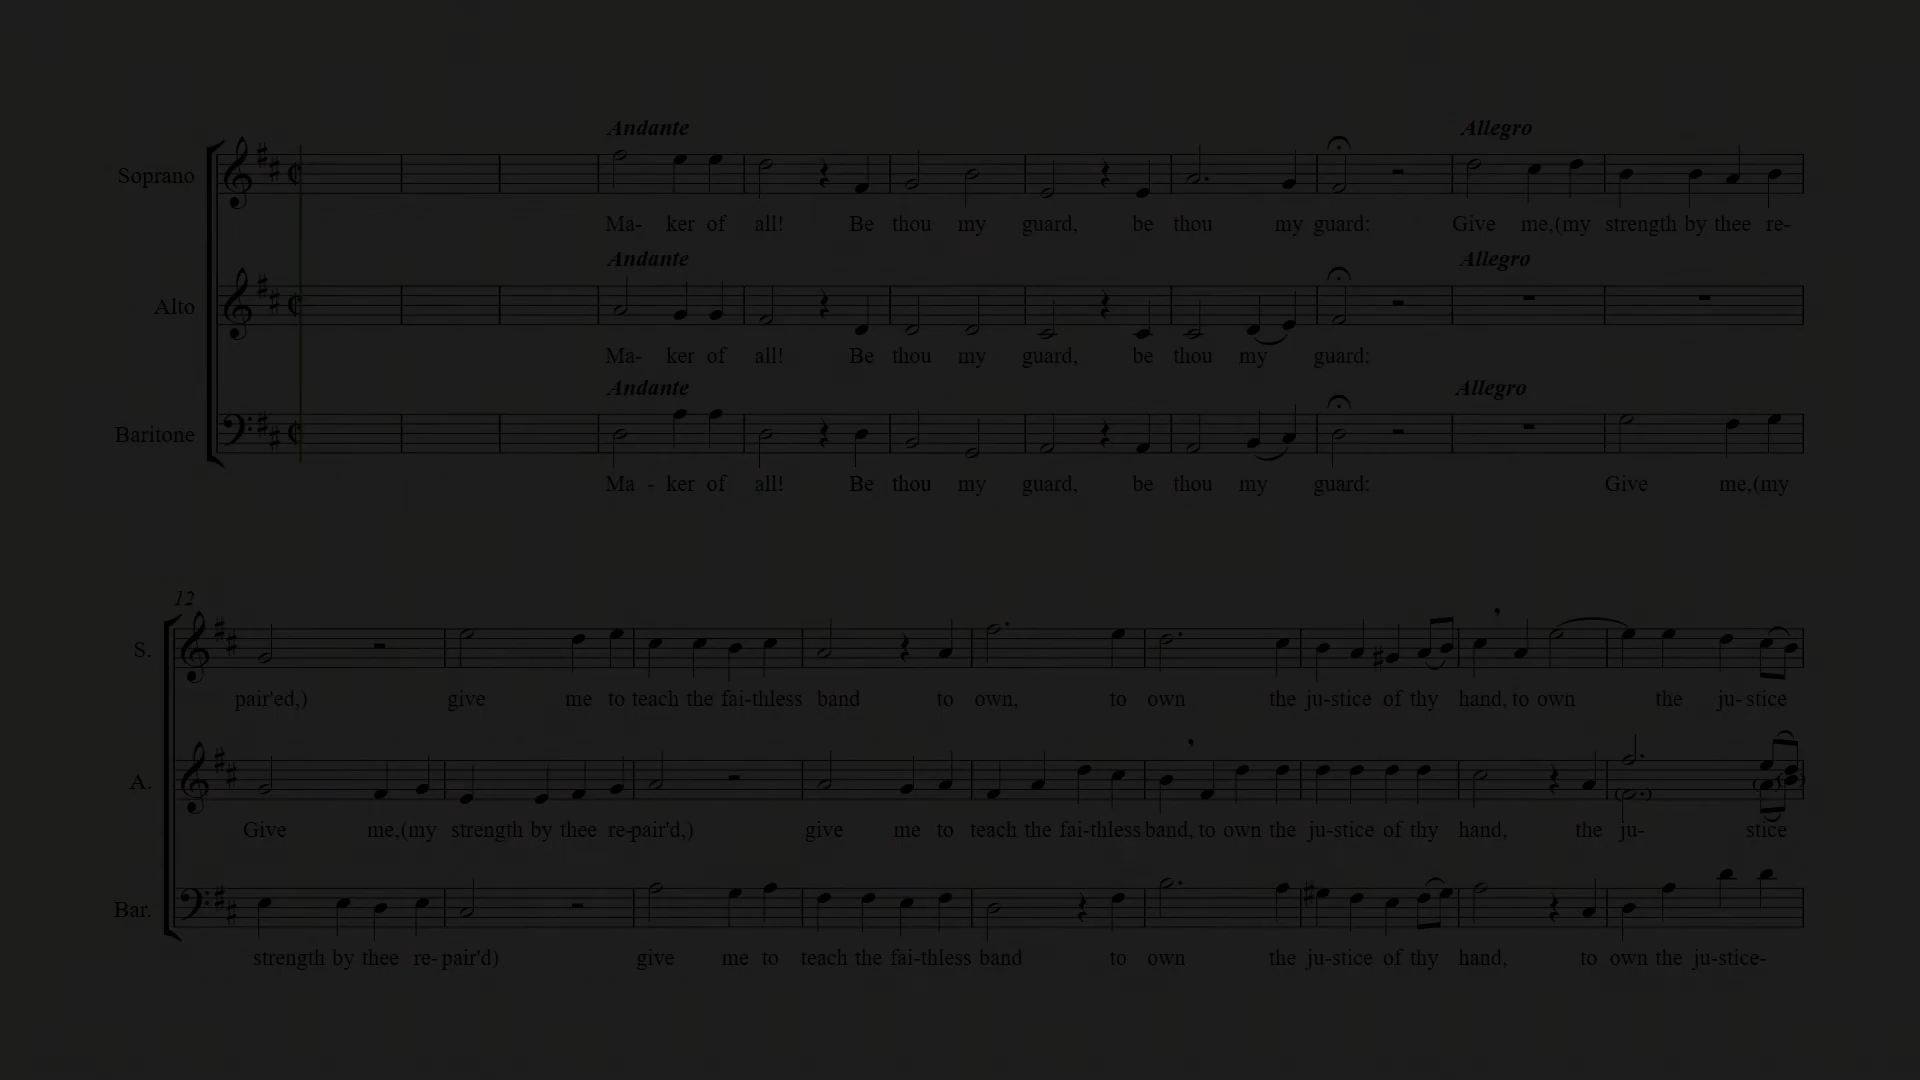 Andante Allegro
Soprano
Ma- ker of all! Be thou my guard, be thou my guard: Give me,(my strength by thee re-
Andante Allegro
Alto
Ma- ker of all! Be thou my guard, be thou my guard:
Andante Allegro
Baritone
Ma - ker of all! Be thou my guard, be thou my guard: Give me,(my
12
S.
pair'ed,) give me to teach the fai-thless band to own, to own the ju-stice of thy hand, to own the ju- stice
A.
Give me,(my strength by thee re-pair'd,) give me to teach the fai-thless band, to own the ju-stice of thy hand, the ju- stice
Bar.
strength by thee re- pair'd) give me to teach the fai-thless band to own the ju-stice of thy hand, to own the ju-stice-